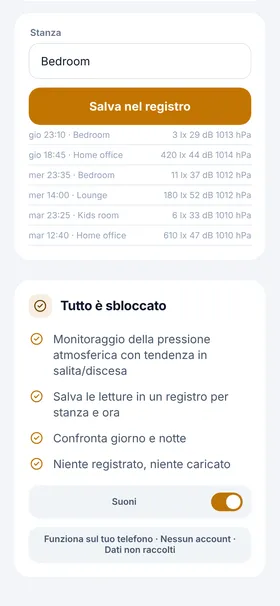 Stanza
Bedroom
Salva nel registro
gio 23:10 · Bedroom 3 lx 29 dB 1013 hPa
gio 18:45 · Home office 420 lx 44 dB 1014 hPa
mer 23:35 · Bedroom 11 lx 37 dB 1012 hPa
mer 14:00 · Lounge 180 lx 52 dB 1012 hPa
mar 23:25 · Kids room 6 lx 33 dB 1010 hPa
mar 12:40 · Home office 610 lx 47 dB 1010 hPa
Tutto è sbloccato
Monitoraggio della pressione
atmosferica con tendenza in
salita/discesa
Salva le letture in un registro per
stanza e ora
Confronta giorno e notte
Niente registrato, niente caricato
Suoni
Funziona sul tuo telefono · Nessun account ·
Dati non raccolti